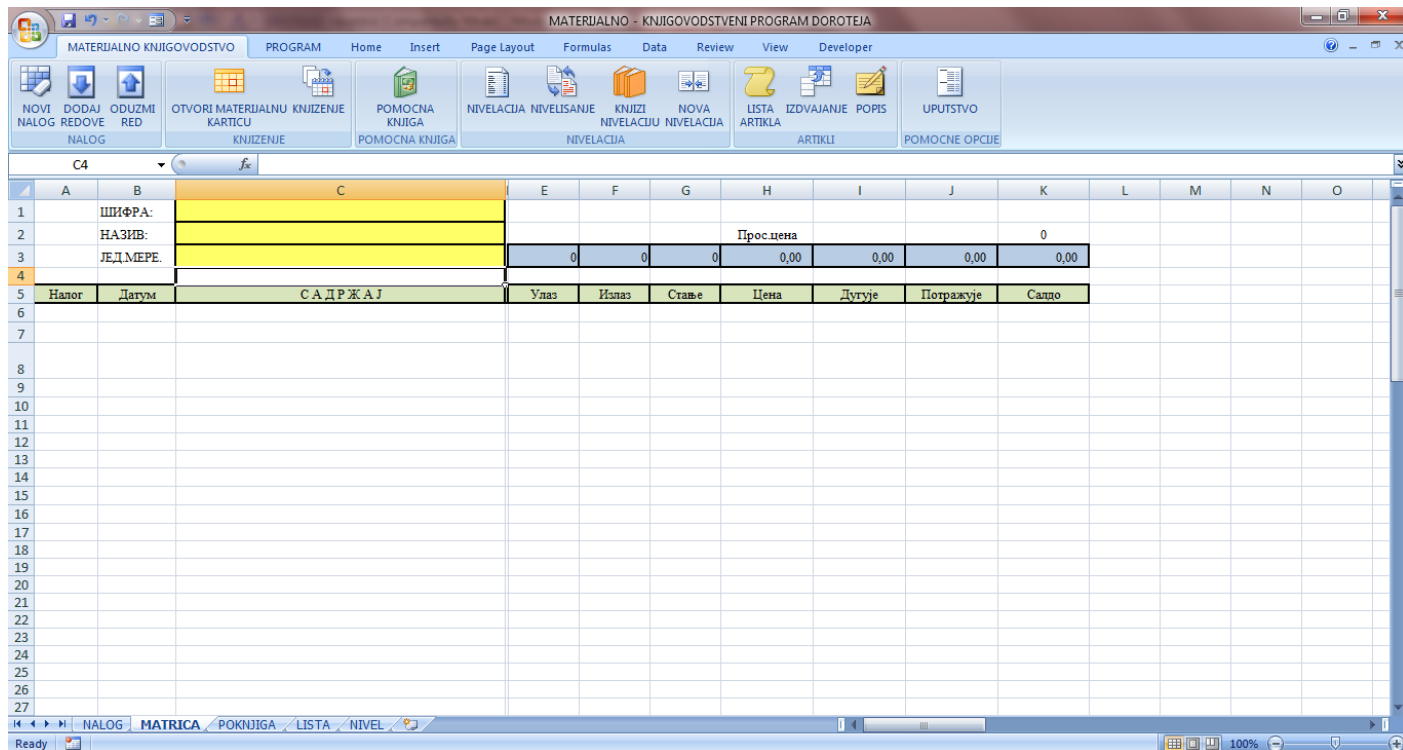 MATERIJALNO - KNJIGOVODSTVENI PROGRAM DOROTEJA
MATERIJALNO KNJIGOVODSTVO PROGRAM Home Insert Page Layout Formulas Data Review View Developer
NOVI NALOG DODAJ REDOVE ODUZMI RED OTVORI MATERIJALNU KARTICU KNJIZENJE POMOCNA KNJIGA NIVELACIJA NIVELISANJE KNJIZI NIVELACIJU NOVA NIVELACIJA LISTA ARTIKLA IZDVAJANJE POPIS UPUTSTVO
NALOG KNJIZENJE POMOCNA KNJIGA NIVELACIJA ARTIKLI POMOCNE OPCIJE
C4 fx
A B C E F G H I J K L M N O
1 ШИФРА:
2 НАЗИВ: Прос.цена 0
3 ЈЕД.МЕРЕ. 0 0 0 0,00 0,00 0,00 0,00
4
5 Налог Датум С А Д Р Ж А Ј Улаз Излаз Стање Цена Дугује Потражује Салдо
6
7
8
9
10
11
12
13
14
15
16
17
18
19
20
21
22
23
24
25
26
27
NALOG MATRICA POKNJIGA LISTA NIVEL
Ready 100%